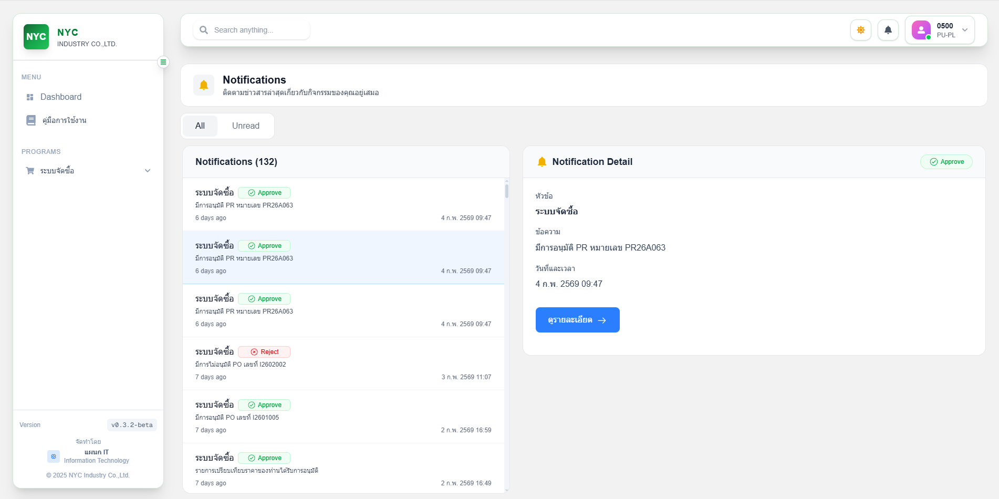 NYC
NYC
INDUSTRY CO.,LTD.
MENU
Dashboard
คู่มือการใช้งาน
PROGRAMS
ระบบจัดซื้อ
Version
v0.3.2-beta
จัดทำโดย
แผนก IT
Information Technology
© 2025 NYC Industry Co.,Ltd.
Search anything...
0500
PU-PL
Notifications
ติดตามข่าวสารล่าสุดเกี่ยวกับกิจกรรมของคุณอยู่เสมอ
All
Unread
Notifications (132)
ระบบจัดซื้อ Approve
มีการอนุมัติ PR หมายเลข PR26A063
6 days ago 4 ก.พ. 2569 09:47
ระบบจัดซื้อ Approve
มีการอนุมัติ PR หมายเลข PR26A063
6 days ago 4 ก.พ. 2569 09:47
ระบบจัดซื้อ Approve
มีการอนุมัติ PR หมายเลข PR26A063
6 days ago 4 ก.พ. 2569 09:47
ระบบจัดซื้อ Reject
มีการไม่อนุมัติ PO เลขที่ I2602002
7 days ago 3 ก.พ. 2569 11:07
ระบบจัดซื้อ Approve
มีการอนุมัติ PO เลขที่ I2601005
7 days ago 2 ก.พ. 2569 16:59
ระบบจัดซื้อ Approve
รายการเปรียบเทียบราคาของท่านได้รับการอนุมัติ
7 days ago 2 ก.พ. 2569 16:49
Notification Detail
Approve
หัวข้อ
ระบบจัดซื้อ
ข้อความ
มีการอนุมัติ PR หมายเลข PR26A063
วันที่และเวลา
4 ก.พ. 2569 09:47
ดูรายละเอียด